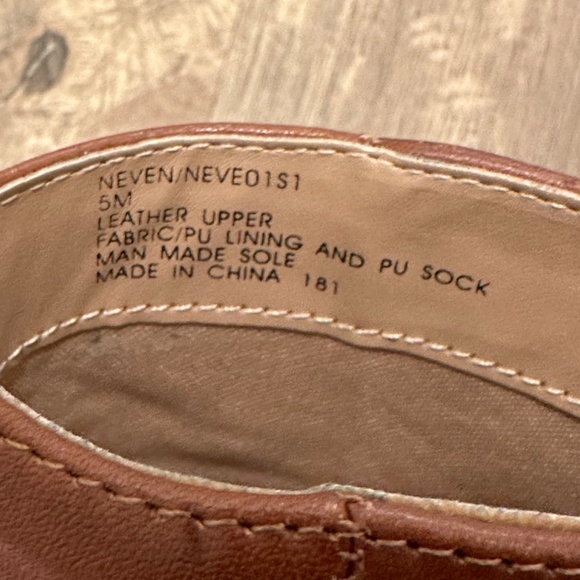 NEVEN/NEVE01S1
5M
LEATHER UPPER
FABRIC/PU LINING AND PU SOCK
MAN MADE SOLE
MADE IN CHINA 181